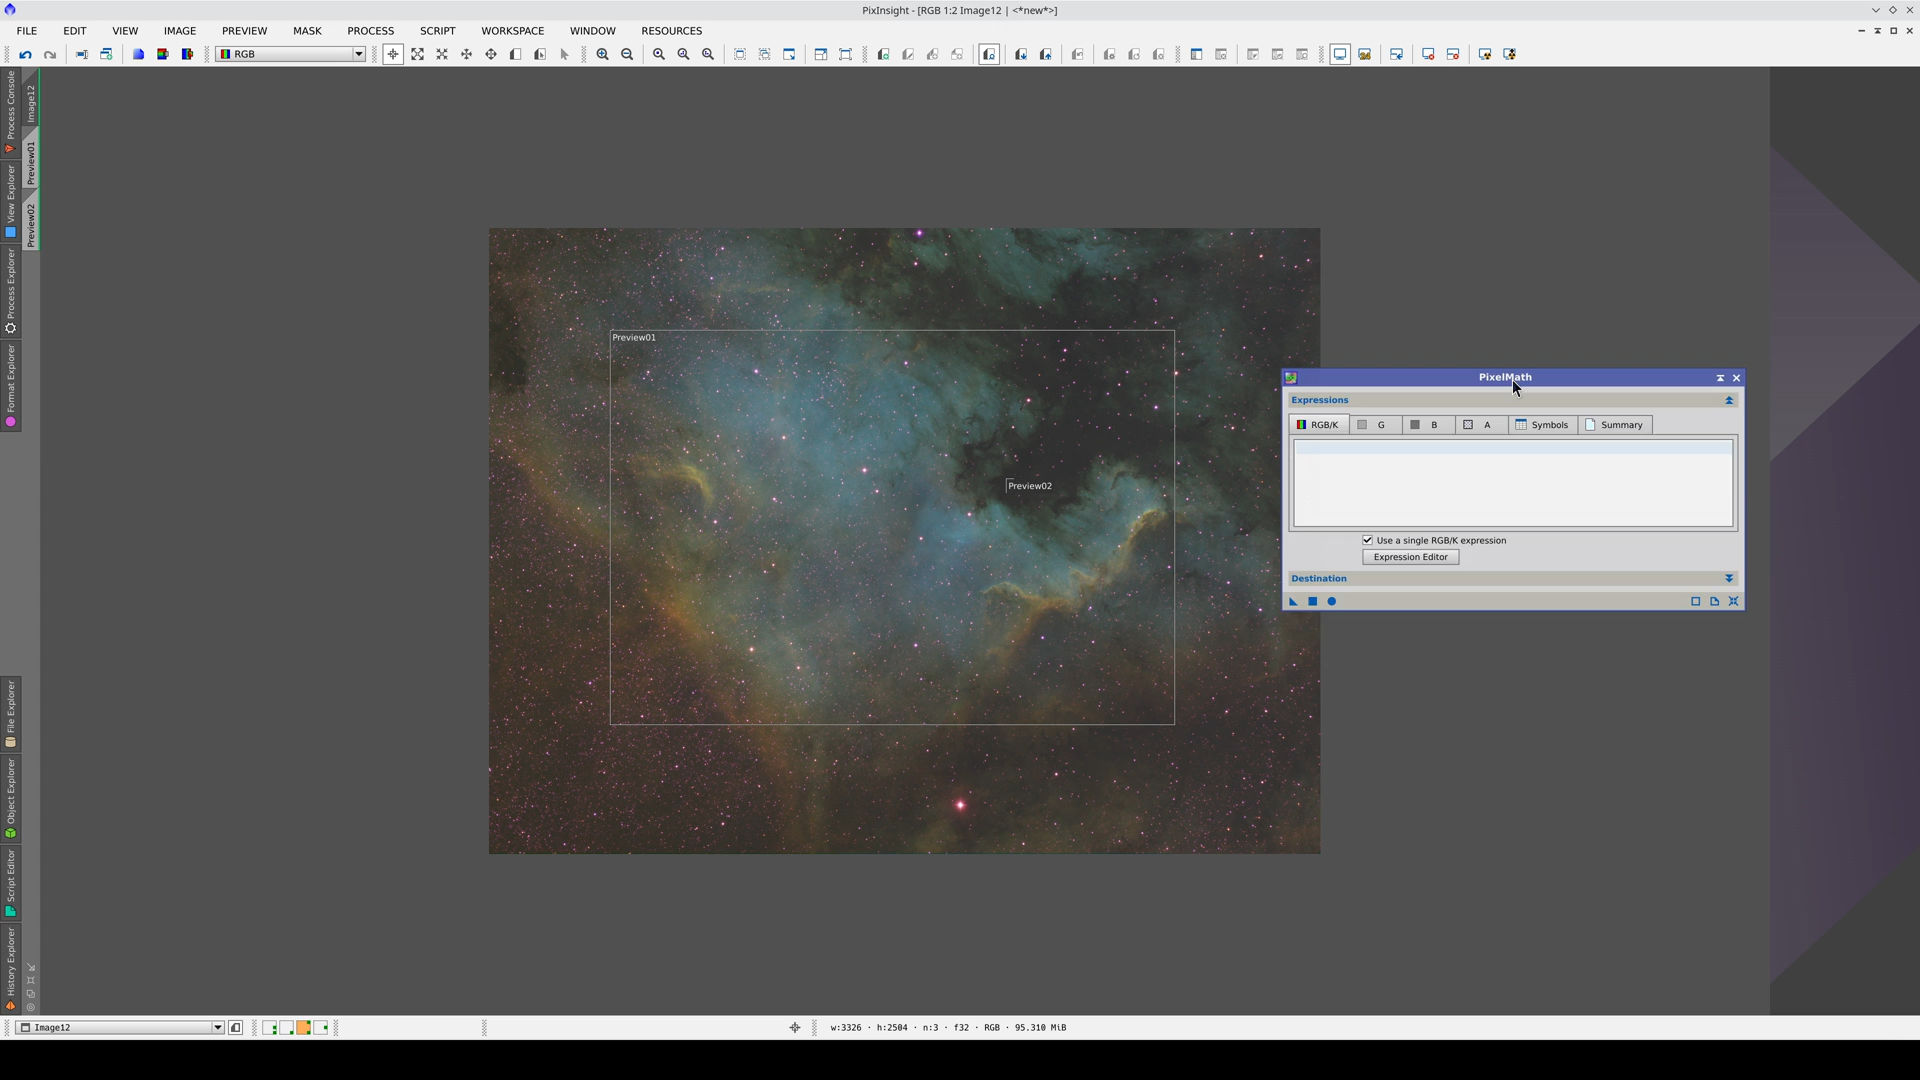 PixInsight - [RGB 1:2 Image12 | <*new*>]
FILE EDIT VIEW IMAGE PREVIEW MASK PROCESS SCRIPT WORKSPACE WINDOW RESOURCES
RGB
Process Console
View Explorer
Process Explorer
Format Explorer
File Explorer
Object Explorer
Script Editor
History Explorer
Image12
Preview01
Preview02
Preview01
Preview02
PixelMath
Expressions
RGB/K G B A Symbols Summary
Use a single RGB/K expression
Expression Editor
Destination
Image12
w:3326 · h:2504 · n:3 · f32 · RGB · 95.310 MiB